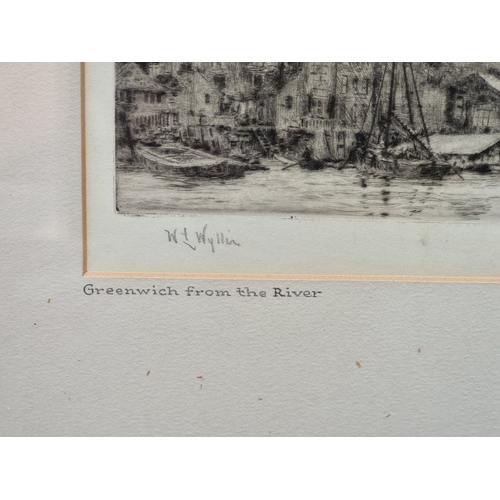 W L Wyllie
Greenwich from the River